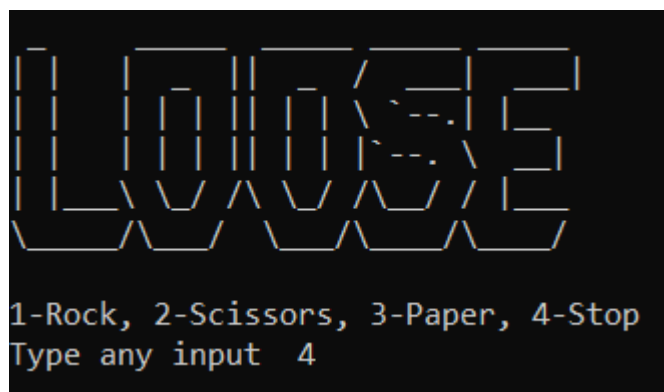 LOOSE
1-Rock, 2-Scissors, 3-Paper, 4-Stop
Type any input  4